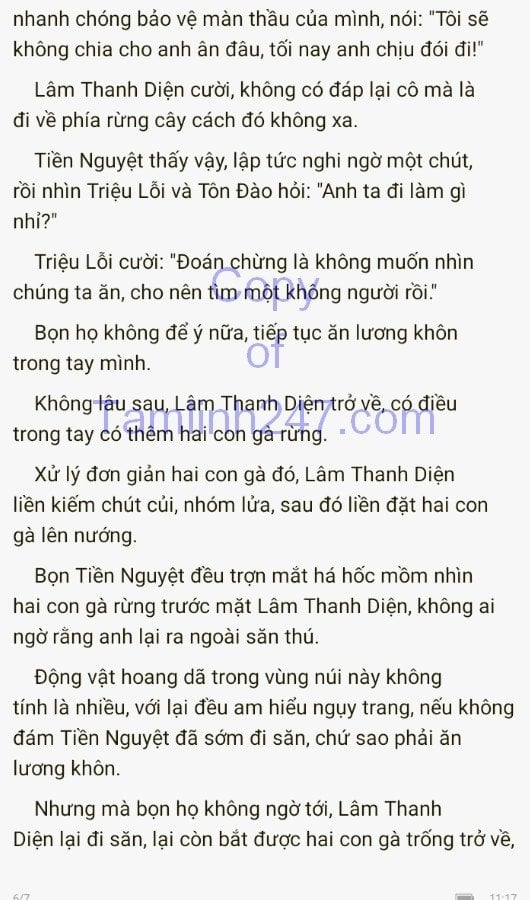 nhanh chóng bảo vệ màn thầu của mình, nói: "Tôi sẽ
không chia cho anh ân đâu, tối nay anh chịu đói đi!"
Lâm Thanh Diện cười, không có đáp lại cô mà là
đi về phía rừng cây cách đó không xa.
Tiền Nguyệt thấy vậy, lập tức nghi ngờ một chút,
rồi nhìn Triệu Lỗi và Tôn Đào hỏi: "Anh ta đi làm gì
nhỉ?"
Triệu Lỗi cười: "Đoán chừng là không muốn nhìn
chúng ta ăn, cho nên tìm một không người rồi."
Copy
Bọn họ không để ý nữa, tiếp tục ăn lương khôn
trong tay mình.
of
Không lâu sau, Lâm Thanh Diện trở về, có điều
trong tay có thêm hai con gà rừng.
Tamlinh247.com
Xử lý đơn giản hai con gà đó, Lâm Thanh Diện
liền kiếm chút củi, nhóm lửa, sau đó liền đặt hai con
gà lên nướng.
Bọn Tiền Nguyệt đều trợn mắt há hốc mồm nhìn
hai con gà rừng trước mặt Lâm Thanh Diện, không ai
ngờ rằng anh lại ra ngoài săn thú.
Động vật hoang dã trong vùng núi này không
tính là nhiều, với lại đều am hiểu ngụy trang, nếu không
đám Tiền Nguyệt đã sớm đi săn, chứ sao phải ăn
lương khôn.
Nhưng mà bọn họ không ngờ tới, Lâm Thanh
Diện lại đi săn, lại còn bắt được hai con gà trống trở về,
6/7
11:17